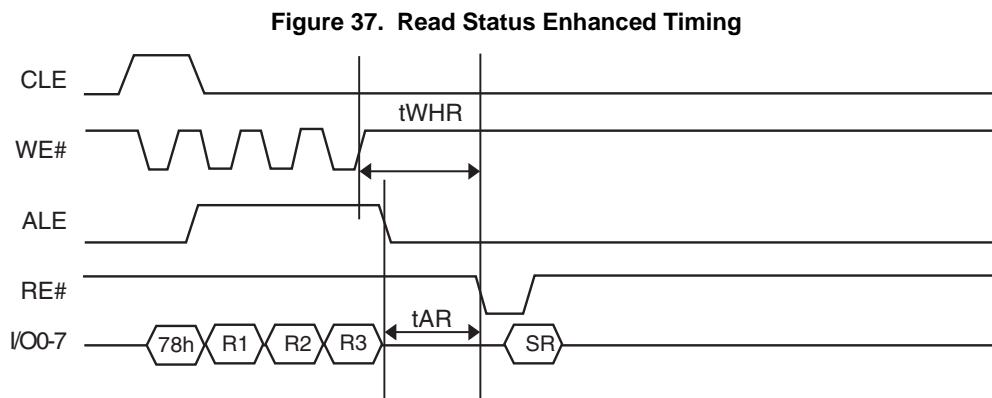 Figure 37. Read Status Enhanced Timing
CLE
tWHR
WE#
ALE
RE#
tAR
I/O0-7
78h
R1
R2
R3
SR